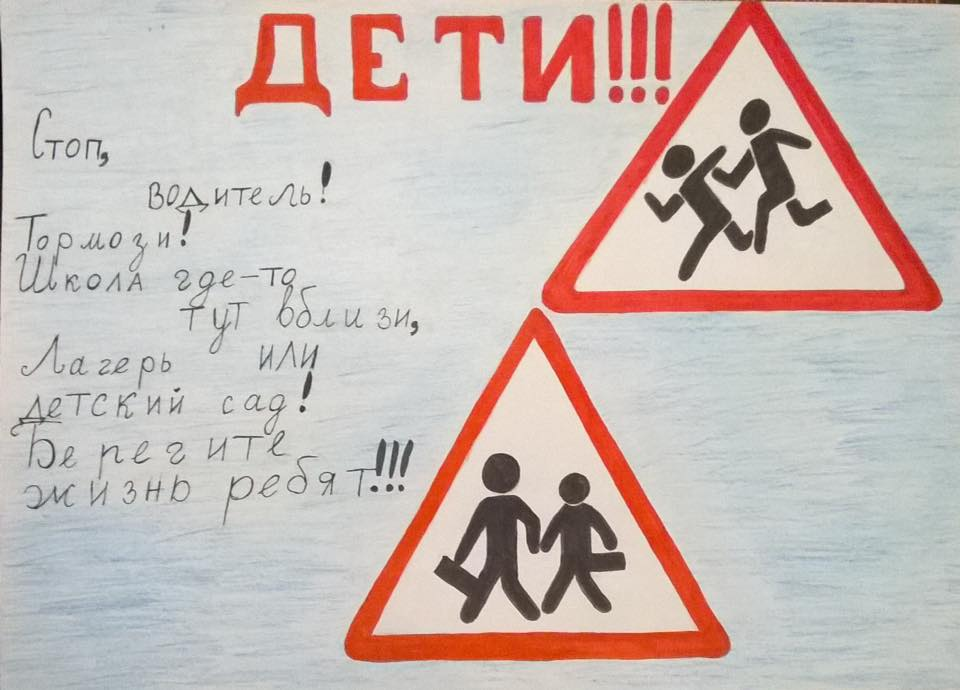 ДЕТИ!!!
Стоп,
водитель!
Тормози!
Школа где-то
тут вблизи,
Лагерь или
детский сад!
Берегите
жизнь ребят!!!